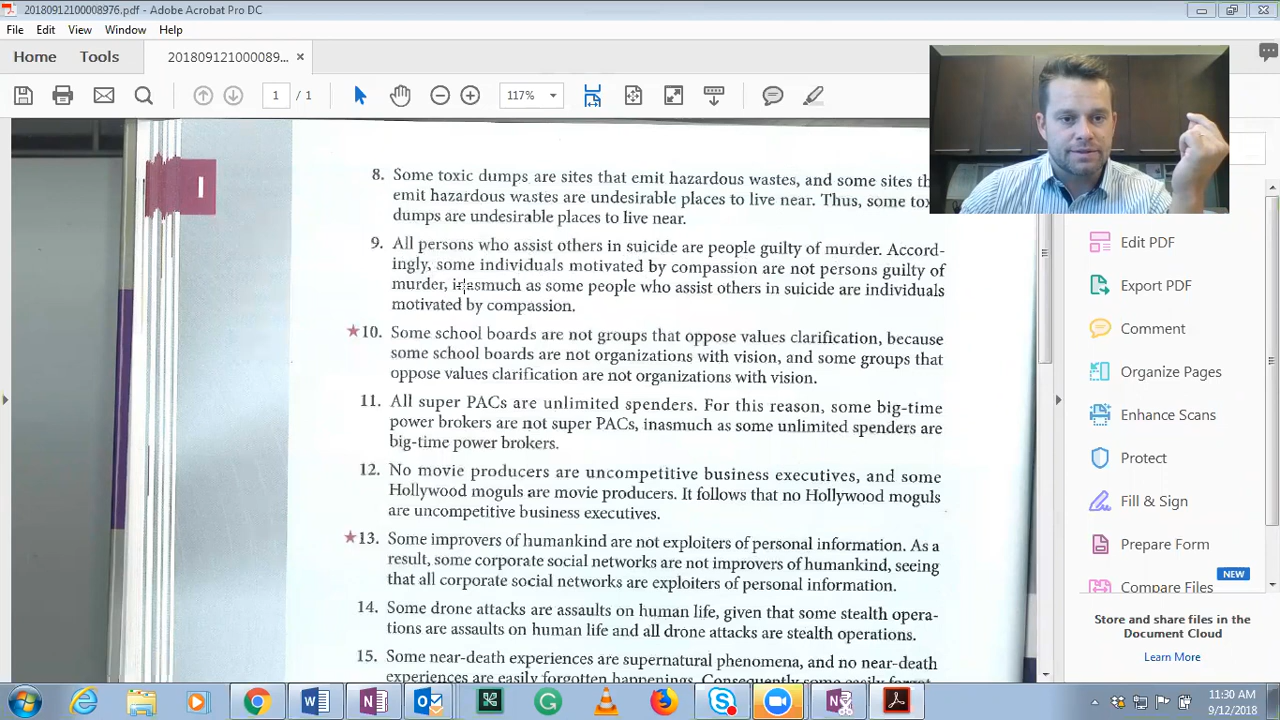 201809121000008976.pdf - Adobe Acrobat Pro DC
File Edit View Window Help
Home Tools 201809121000089... ×
1 / 1 117%
I
8. Some toxic dumps are sites that emit hazardous wastes, and some sites
emit hazardous wastes are undesirable places to live near. Thus, some
dumps are undesirable places to live near.
9. All persons who assist others in suicide are people guilty of murder. Accord-
ingly, some individuals motivated by compassion are not persons guilty of
murder, inasmuch as some people who assist others in suicide are individuals
motivated by compassion.
★10. Some school boards are not groups that oppose values clarification, because
some school boards are not organizations with vision, and some groups that
oppose values clarification are not organizations with vision.
11. All super PACs are unlimited spenders. For this reason, some big-time
power brokers are not super PACs, inasmuch as some unlimited spenders are
big-time power brokers.
12. No movie producers are uncompetitive business executives, and some
Hollywood moguls are movie producers. It follows that no Hollywood moguls
are uncompetitive business executives.
★13. Some improvers of humankind are not exploiters of personal information. As a
result, some corporate social networks are not improvers of humankind, seeing
that all corporate social networks are exploiters of personal information.
14. Some drone attacks are assaults on human life, given that some stealth opera-
tions are assaults on human life and all drone attacks are stealth operations.
15. Some near-death experiences are supernatural phenomena, and no near-death
experiences are easily forgotten happenings. Consequently some easily
Edit PDF
Export PDF
Comment
Organize Pages
Enhance Scans
Protect
Fill & Sign
Prepare Form
Compare Files NEW
Store and share files in the
Document Cloud
Learn More
11:30 AM
9/12/2018